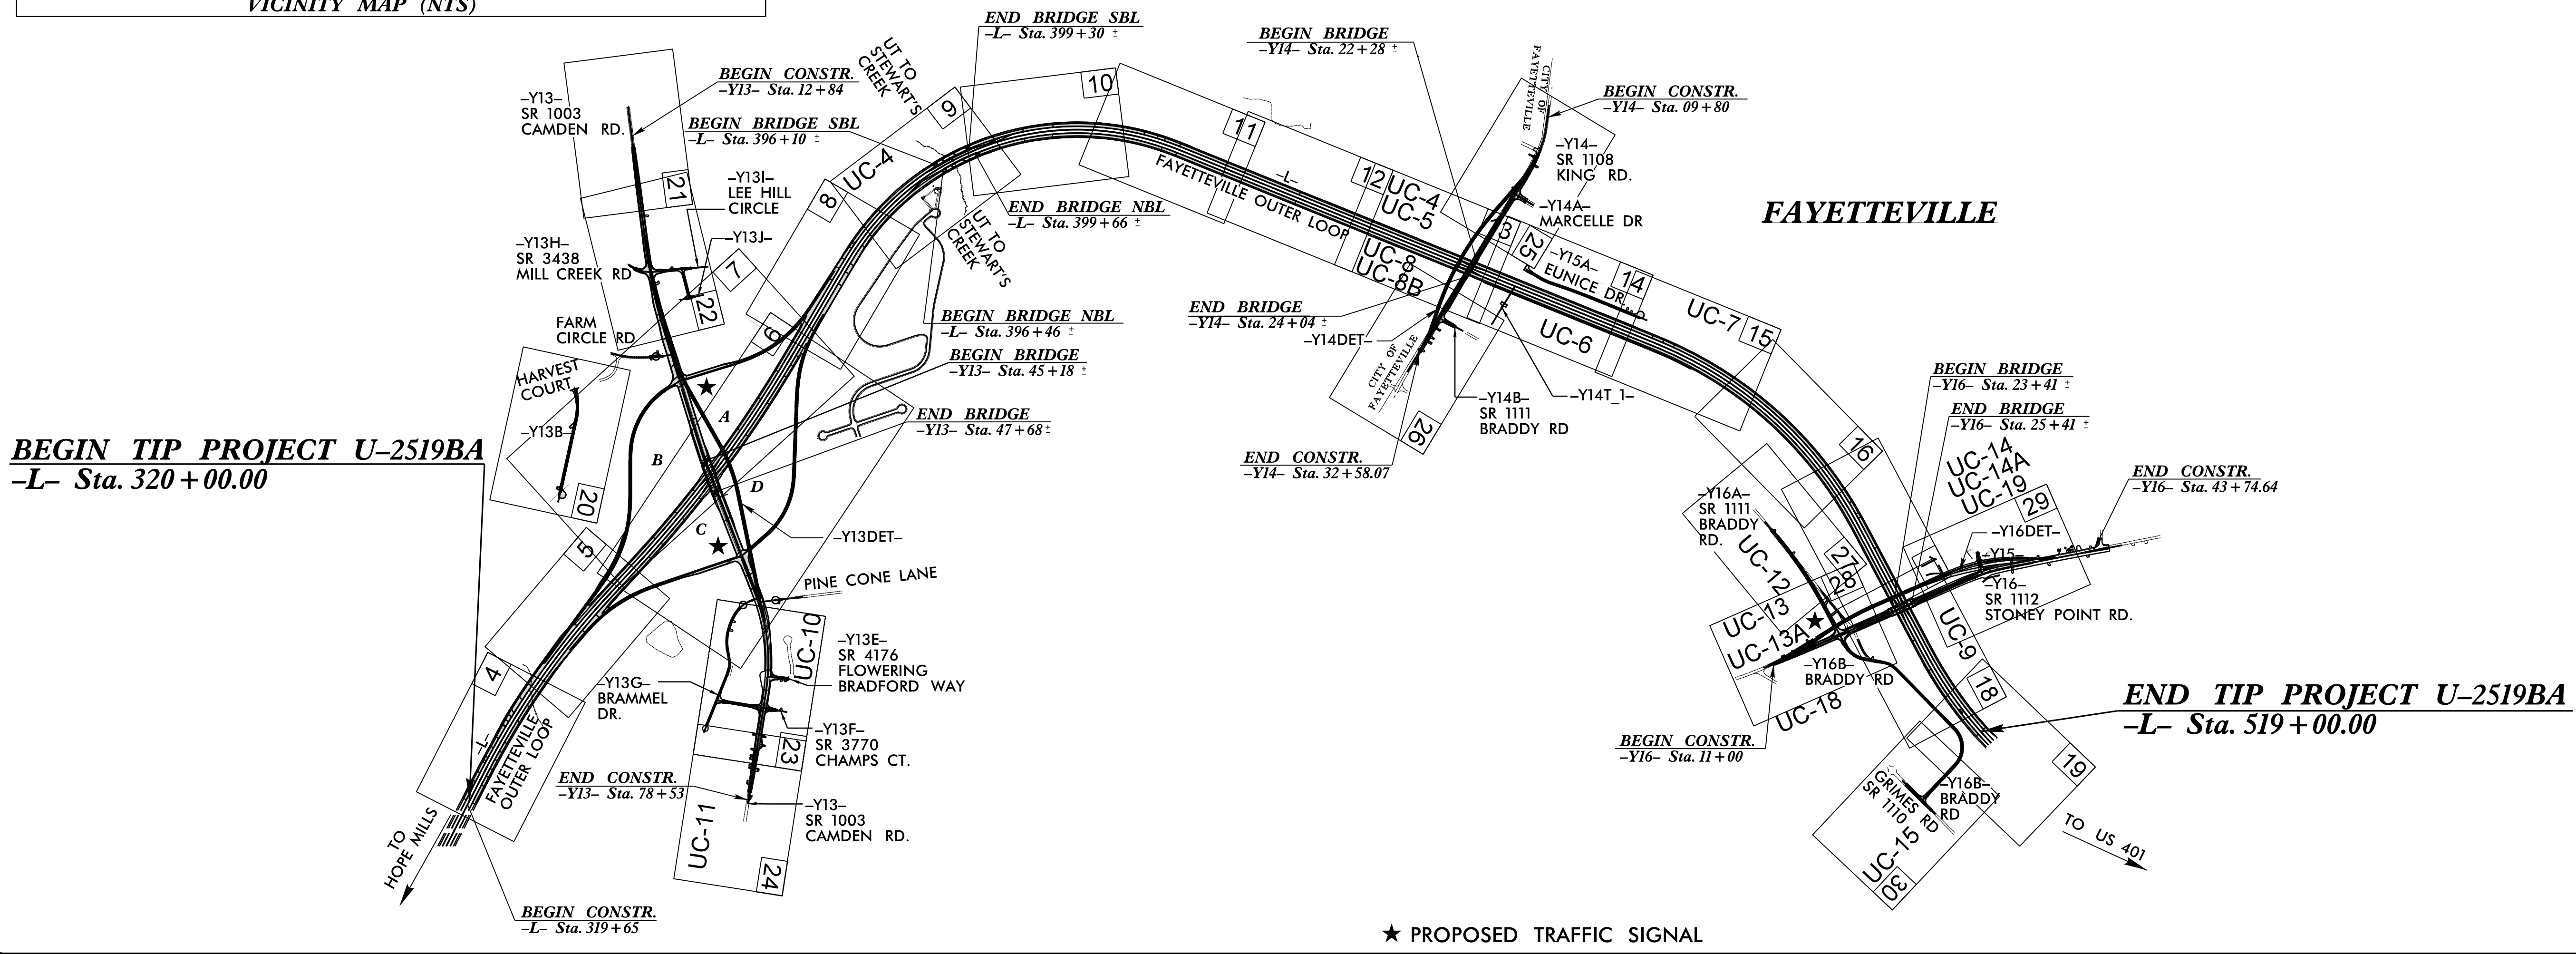 VICINITY MAP (NTS)
END BRIDGE SBL
–L– Sta. 399+30 ±
BEGIN BRIDGE
–Y14– Sta. 22+28 ±
UT TO
STEWART'S
CREEK
CITY OF
FAYETTEVILLE
BEGIN CONSTR.
–Y13– Sta. 12+84
–Y13–
SR 1003
CAMDEN RD.
BEGIN BRIDGE SBL
–L– Sta. 396+10 ±
9
10
11
BEGIN CONSTR.
–Y14– Sta. 09+80
–Y14–
SR 1108
KING RD.
UC-4
8
21
–Y13I–
LEE HILL
CIRCLE
–Y13J–
–Y13H–
SR 3438
MILL CREEK RD
22
7
FARM
CIRCLE RD
6
FAYETTEVILLE OUTER LOOP
–L–
12
UC-4
UC-5
UC-8
UC-8B
–Y14A–
MARCELLE DR
FAYETTEVILLE
END BRIDGE NBL
–L– Sta. 399+66 ±
UT TO
STEWART'S
CREEK
13
25
–Y15A–
EUNICE DR.
14
UC-7
15
UC-6
BEGIN BRIDGE NBL
–L– Sta. 396+46 ±
END BRIDGE
–Y14– Sta. 24+04 ±
–Y14DET–
CITY OF
FAYETTEVILLE
BEGIN BRIDGE
–Y13– Sta. 45+18 ±
END BRIDGE
–Y13– Sta. 47+68 ±
HARVEST
COURT
–Y13B–
20
A
B
C
D
–Y14B–
SR 1111
BRADDY RD
–Y14T_1–
26
END CONSTR.
–Y14– Sta. 32+58.07
BEGIN BRIDGE
–Y16– Sta. 23+41 ±
END BRIDGE
–Y16– Sta. 25+41 ±
BEGIN TIP PROJECT U–2519BA
–L– Sta. 320+00.00
16
UC-14
UC-14A
UC-19
29
END CONSTR.
–Y16– Sta. 43+74.64
–Y16A–
SR 1111
BRADDY
RD.
UC-12
27
28
17
–Y16DET–
–Y15–
–Y16–
SR 1112
STONEY POINT RD.
5
–Y13DET–
PINE CONE LANE
UC-13
UC-13A
UC-9
–Y16B–
BRADDY RD
UC-18
18
4
UC-10
–Y13E–
SR 4176
FLOWERING
BRADFORD WAY
–Y13G–
BRAMMEL
DR.
–Y13F–
SR 3770
CHAMPS CT.
23
END TIP PROJECT U–2519BA
–L– Sta. 519+00.00
BEGIN CONSTR.
–Y16– Sta. 11+00
–L–
FAYETTEVILLE
OUTER LOOP
END CONSTR.
–Y13– Sta. 78+53
–Y13–
SR 1003
CAMDEN RD.
UC-11
24
19
GRIMES RD
SR 1110
–Y16B–
BRADDY
RD
UC-15
30
TO US 401
TO
HOPE MILLS
BEGIN CONSTR.
–L– Sta. 319+65
★ PROPOSED TRAFFIC SIGNAL